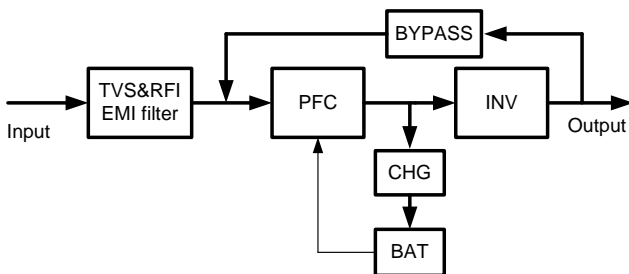 BYPASS
TVS&RFI
EMI filter
PFC
INV
Input
Output
CHG
BAT